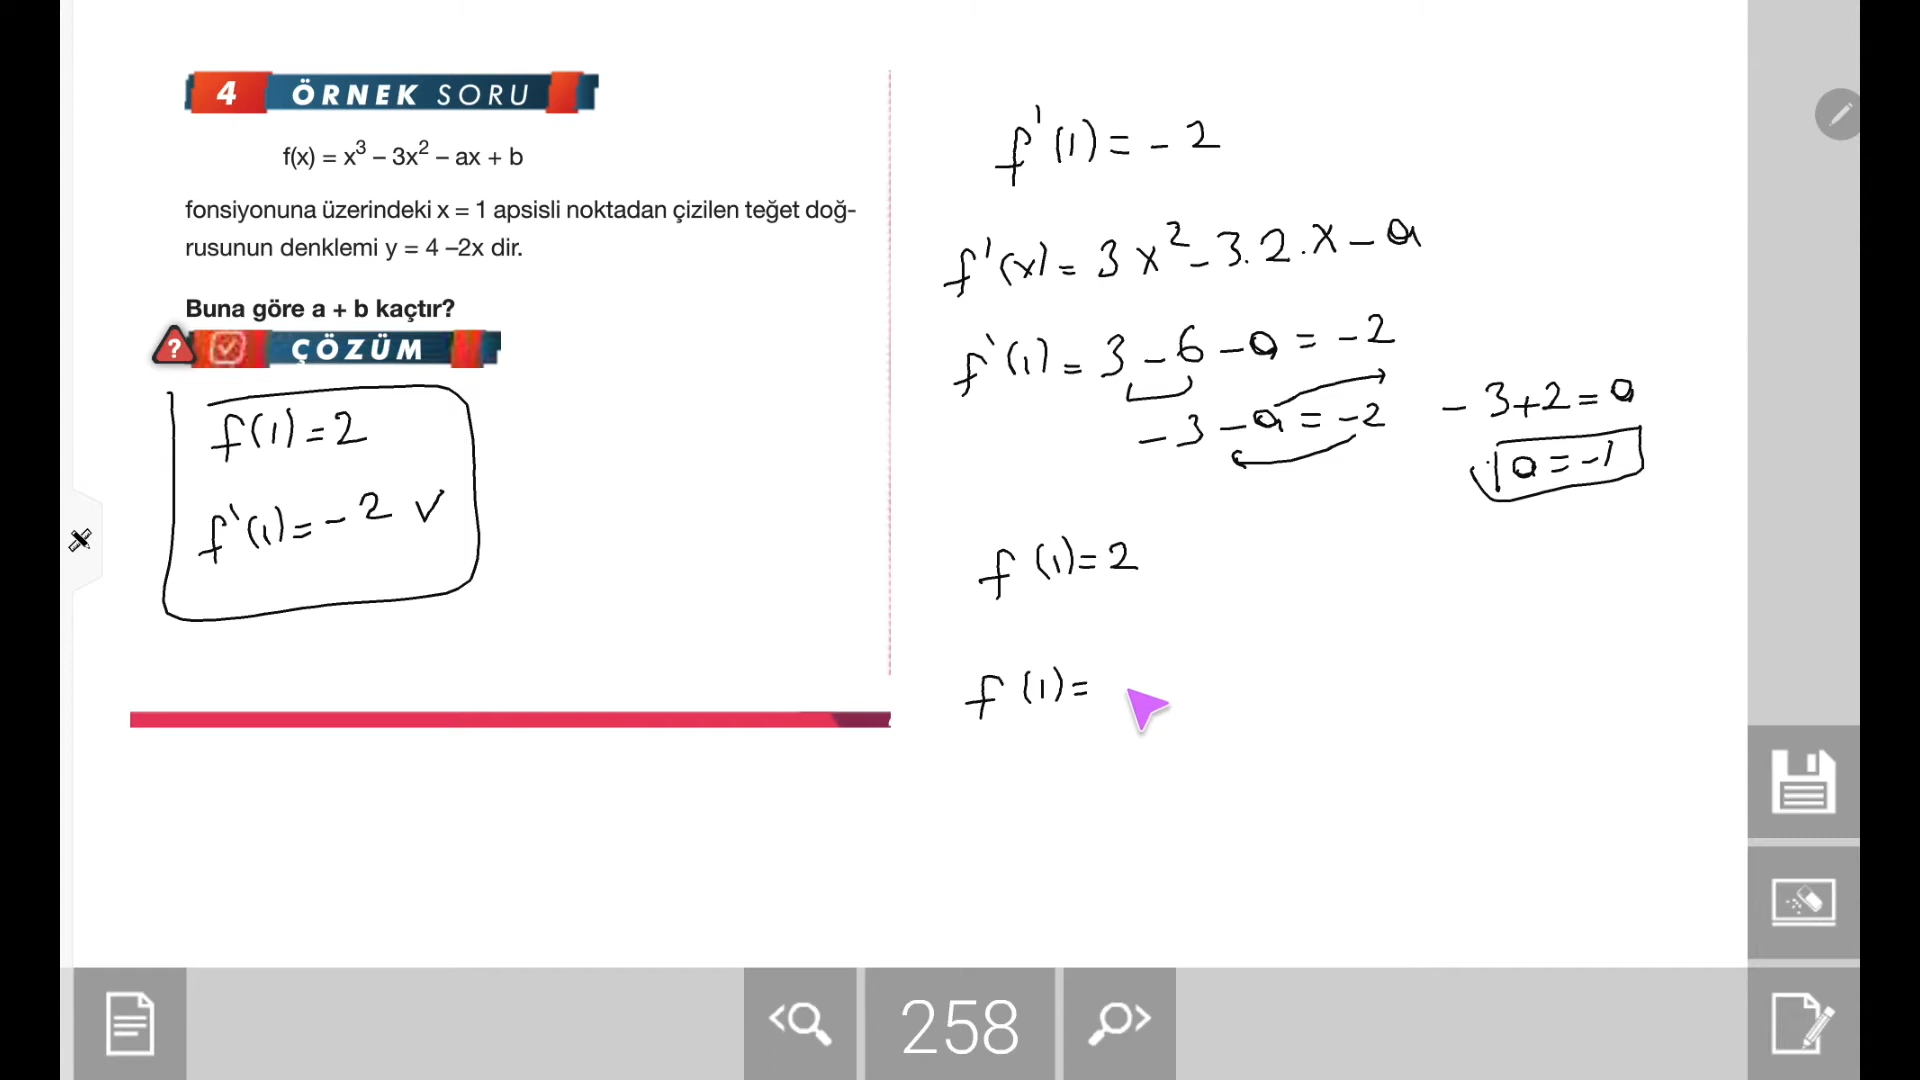 4 ÖRNEK SORU
f(x) = x³ – 3x² – ax + b
fonsiyonuna üzerindeki x = 1 apsisli noktadan çizilen teğet doğ-
rusunun denklemi y = 4 –2x dir.
Buna göre a + b kaçtır?
? ÇÖZÜM
f(1) = 2
f'(1) = -2 ✓
f'(1) = -2
f'(x) = 3x² - 3.2.x - a
f'(1) = 3 - 6 - a = -2
-3 - a = -2
-3+2 = a
a = -1
f(1) = 2
f(1) =
258